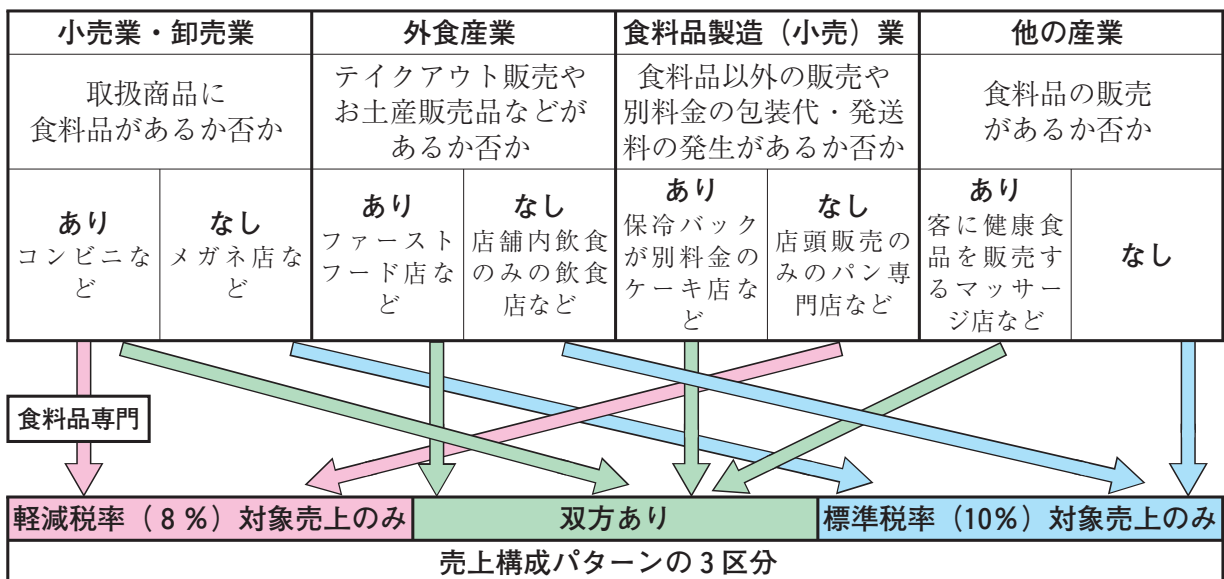 小売業・卸売業
外食産業
食料品製造（小売）業
他の産業
取扱商品に
食料品があるか否か
テイクアウト販売や
お土産販売品などが
あるか否か
食料品以外の販売や
別料金の包装代・発送
料の発生があるか否か
食料品の販売
があるか否か
あり
コンビニな
ど
なし
メガネ店な
ど
あり
ファースト
フード店な
ど
なし
店舗内飲食
のみの飲食
店など
あり
保冷バック
が別料金の
ケーキ店な
ど
なし
店頭販売の
みのパン専
門店など
あり
客に健康食
品を販売す
るマッサー
ジ店など
なし
食料品専門
軽減税率（8％）対象売上のみ
双方あり
標準税率（10%）対象売上のみ
売上構成パターンの3区分